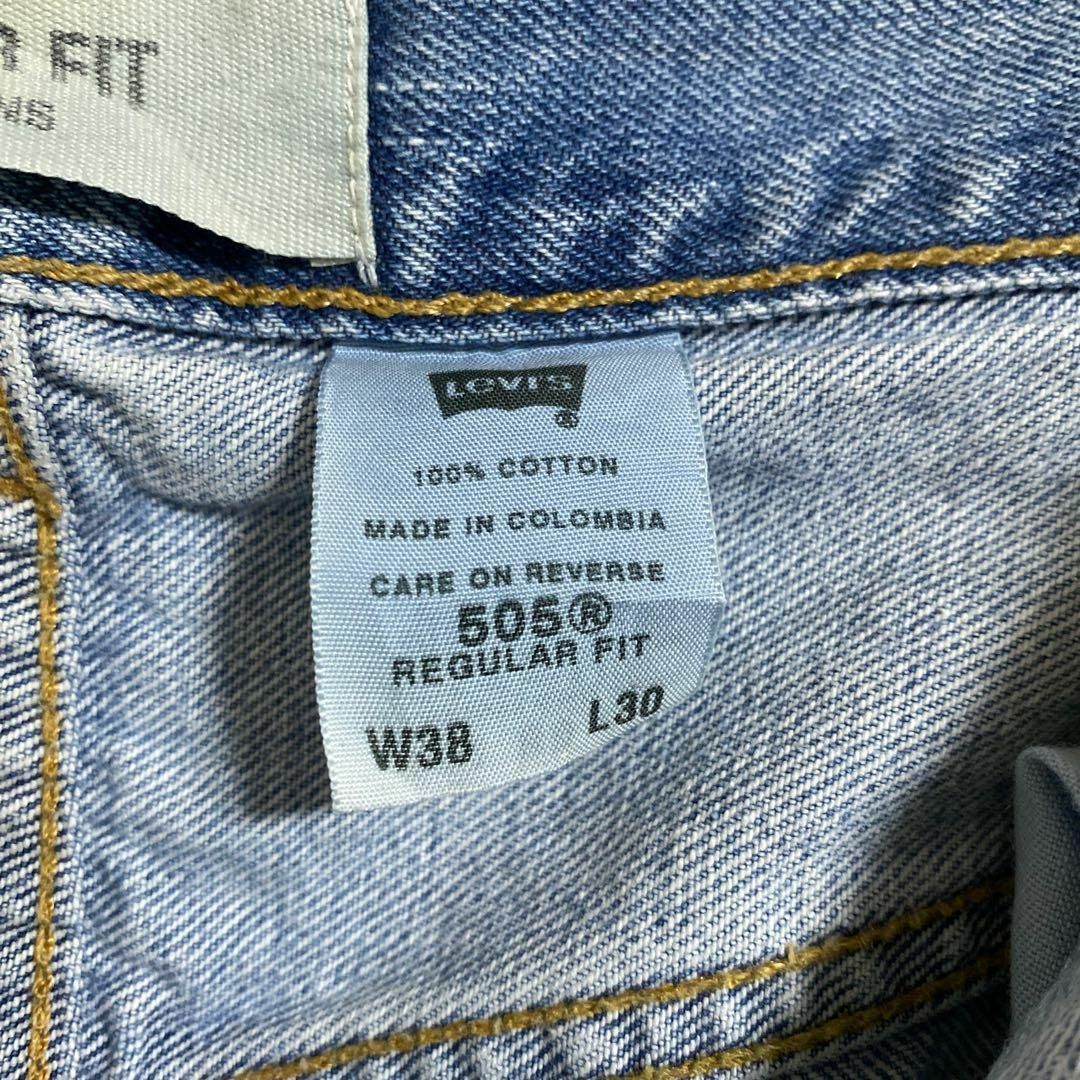 FIT
Levi's®
100% COTTON
MADE IN COLOMBIA
CARE ON REVERSE
505®
REGULAR FIT
W38 L30